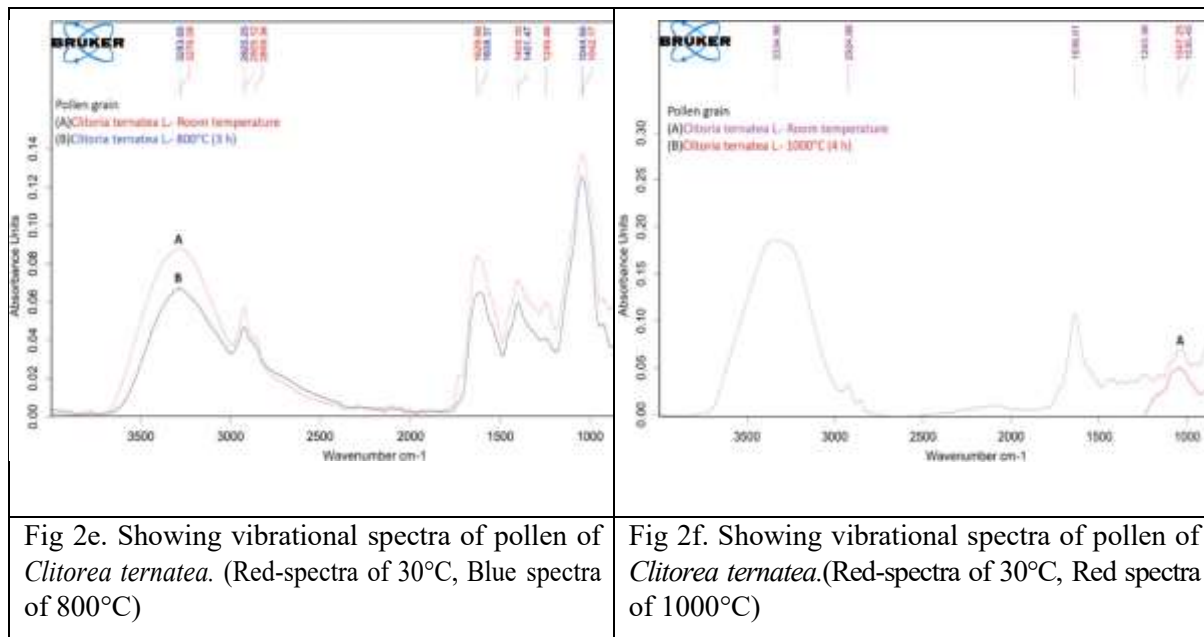 BRUKER
Pollen grain
(A)Clitoria ternatea L.- Room temperature
(B)Clitoria ternatea L.- 800°C (3 h)
A
B
Absorbance Units
0.00 0.02 0.04 0.06 0.08 0.10 0.12 0.14
3500 3000 2500 2000 1500 1000
Wavenumber cm-1
Fig 2e. Showing vibrational spectra of pollen of
Clitorea ternatea. (Red-spectra of 30°C, Blue spectra
of 800°C)
BRUKER
Pollen grain
(A)Clitoria ternatea L.- Room temperature
(B)Clitoria ternatea L.- 1000°C (4 h)
A
Absorbance Units
0.00 0.05 0.10 0.15 0.20 0.25 0.30
3500 3000 2500 2000 1500 1000
Wavenumber cm-1
Fig 2f. Showing vibrational spectra of pollen of
Clitorea ternatea.(Red-spectra of 30°C, Red spectra
of 1000°C)